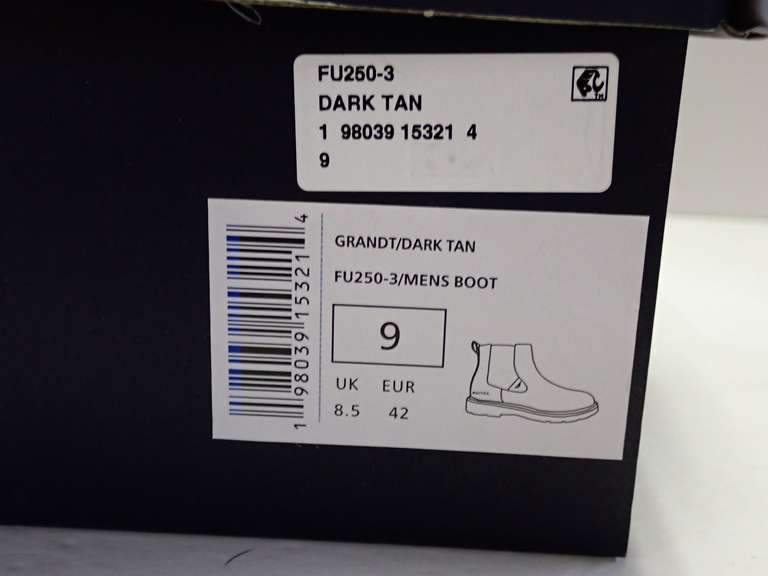 FU250-3
DARK TAN
1 98039 15321 4
9
GRANDT/DARK TAN
FU250-3/MENS BOOT
9
UK EUR
8.5 42
1 98039 15321 4